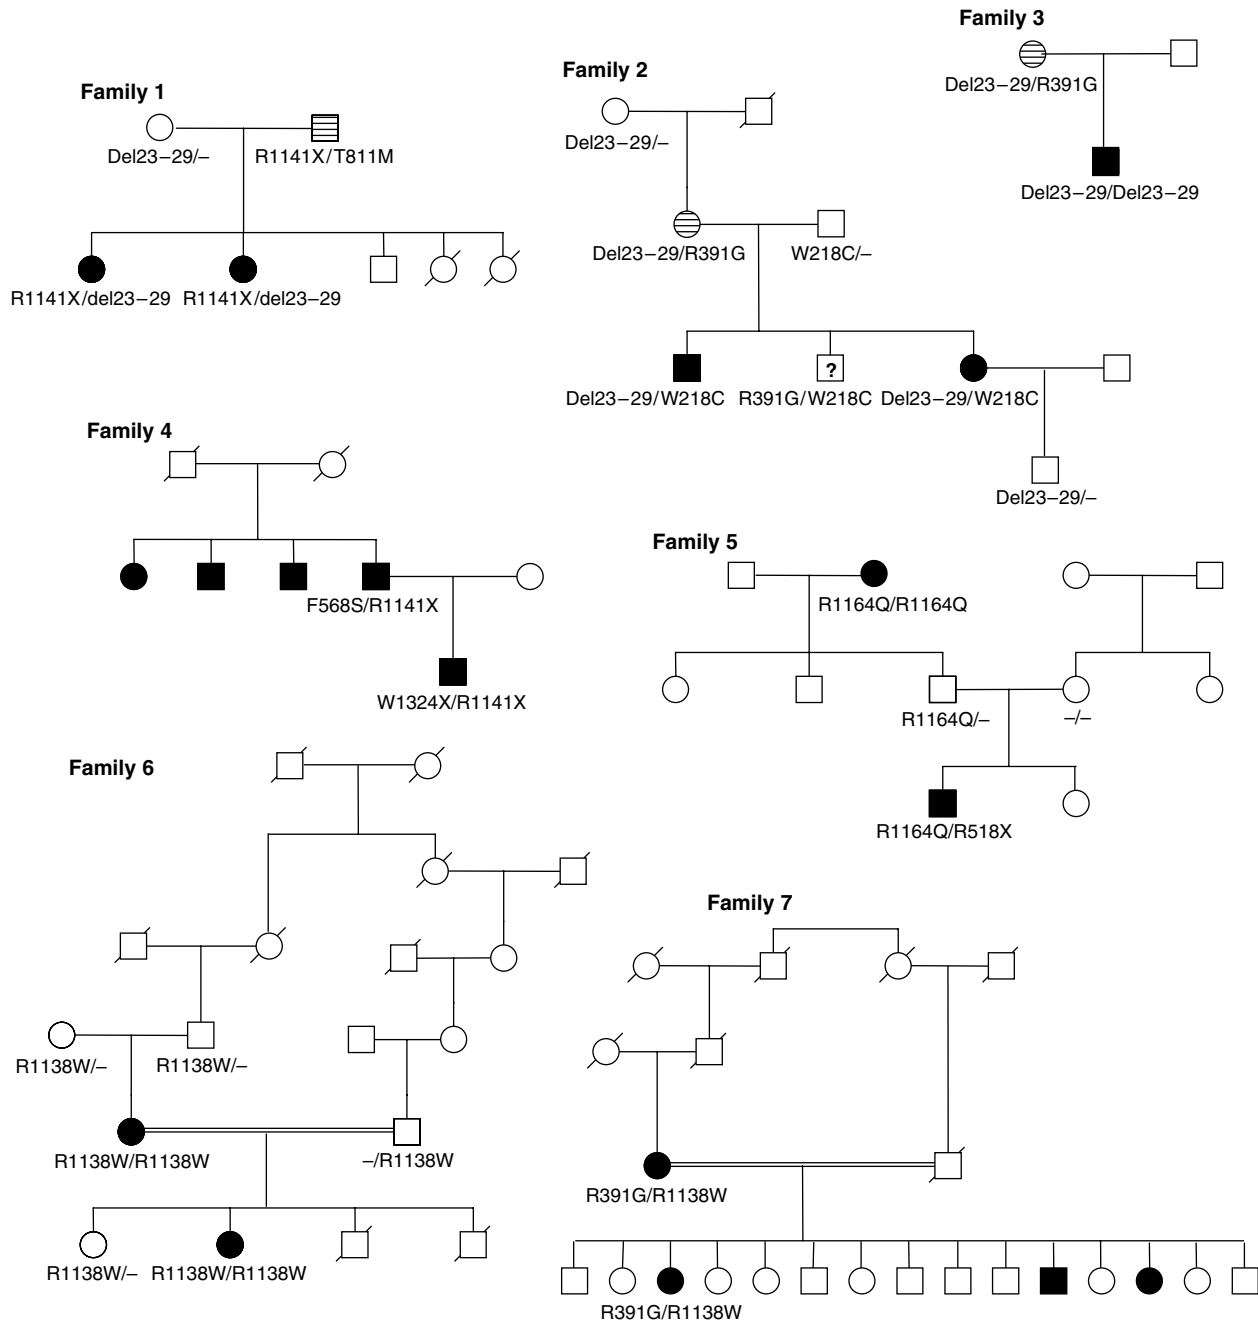 Family 1
Del23–29/–
R1141X/T811M
R1141X/del23–29
R1141X/del23–29
Family 2
Del23–29/–
Del23–29/R391G
W218C/–
?
Del23–29/W218C
R391G/W218C
Del23–29/W218C
Del23–29/–
Family 3
Del23–29/R391G
Del23–29/Del23–29
Family 4
F568S/R1141X
W1324X/R1141X
Family 5
R1164Q/R1164Q
R1164Q/–
–/–
R1164Q/R518X
Family 6
R1138W/–
R1138W/–
R1138W/R1138W
–/R1138W
R1138W/–
R1138W/R1138W
Family 7
R391G/R1138W
R391G/R1138W